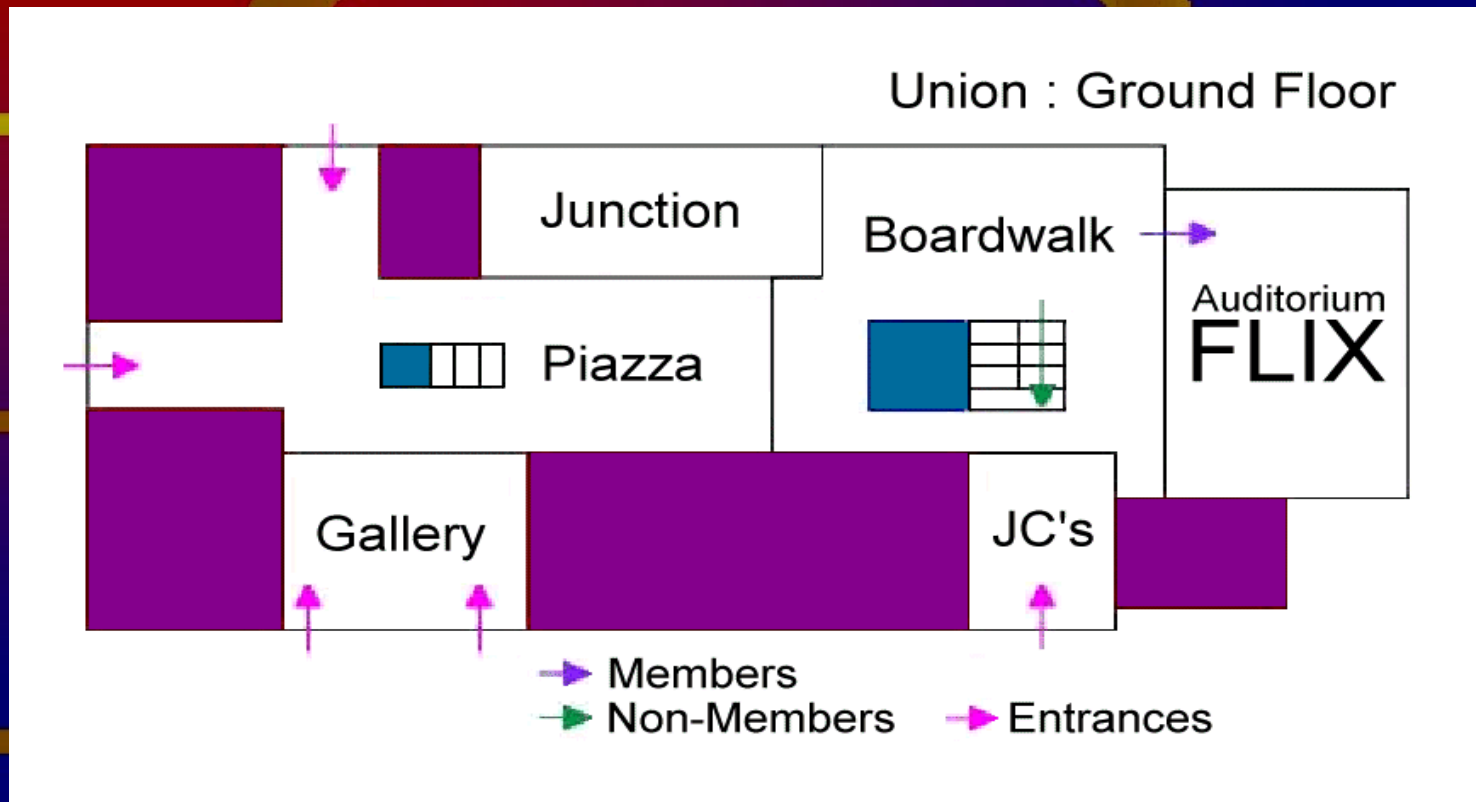 Union : Ground Floor
Junction
Boardwalk
Auditorium
FLIX
Piazza
Gallery
JC's
Members
Non-Members
Entrances